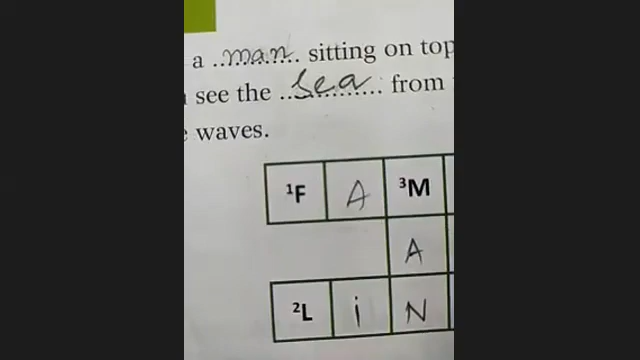 a ...man... sitting on top
see the ...sea... from
waves.
¹F A ³M
A
²L i N